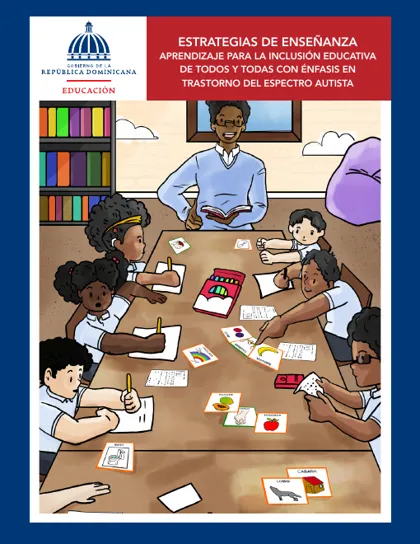 GOBIERNO DE LA
REPÚBLICA DOMINICANA
EDUCACIÓN
ESTRATEGIAS DE ENSEÑANZA
APRENDIZAJE PARA LA INCLUSIÓN EDUCATIVA
DE TODOS Y TODAS CON ÉNFASIS EN
TRASTORNO DEL ESPECTRO AUTISTA
CABAÑA